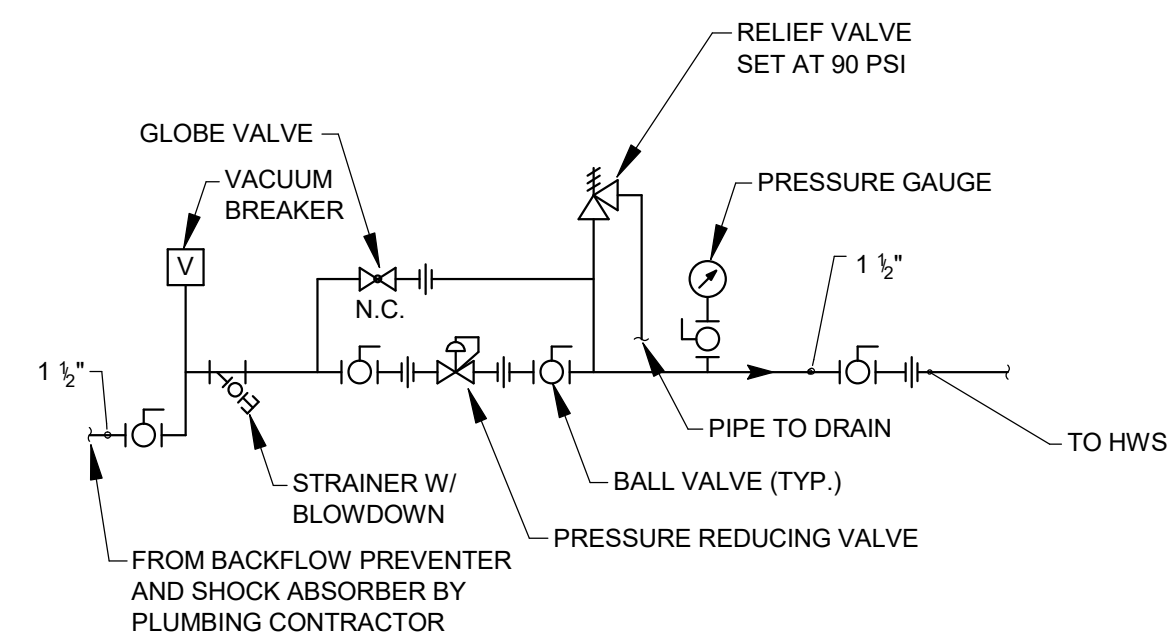 RELIEF VALVE
SET AT 90 PSI
GLOBE VALVE
VACUUM
BREAKER
PRESSURE GAUGE
V
1 ½"
N.C.
1 ½"
PIPE TO DRAIN
TO HWS
STRAINER W/
BLOWDOWN
BALL VALVE (TYP.)
PRESSURE REDUCING VALVE
FROM BACKFLOW PREVENTER
AND SHOCK ABSORBER BY
PLUMBING CONTRACTOR